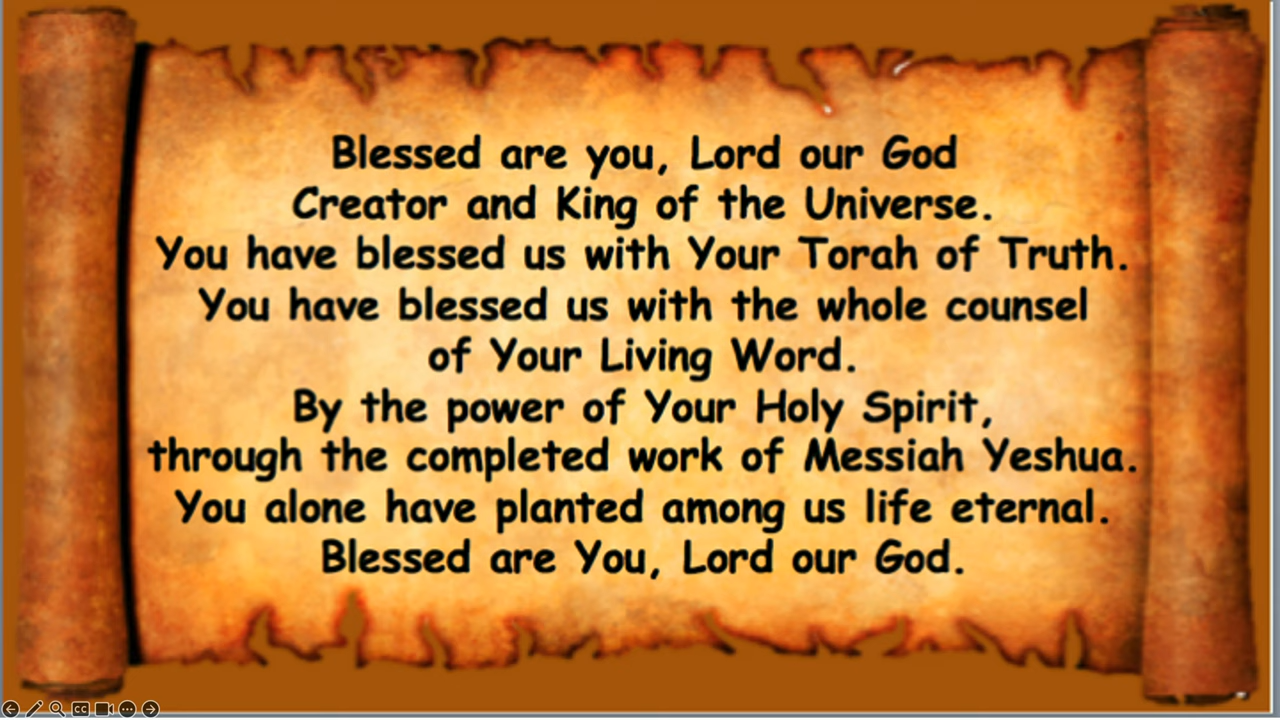 Blessed are you, Lord our God
Creator and King of the Universe.
You have blessed us with Your Torah of Truth.
You have blessed us with the whole counsel
of Your Living Word.
By the power of Your Holy Spirit,
through the completed work of Messiah Yeshua.
You alone have planted among us life eternal.
Blessed are You, Lord our God.
CC